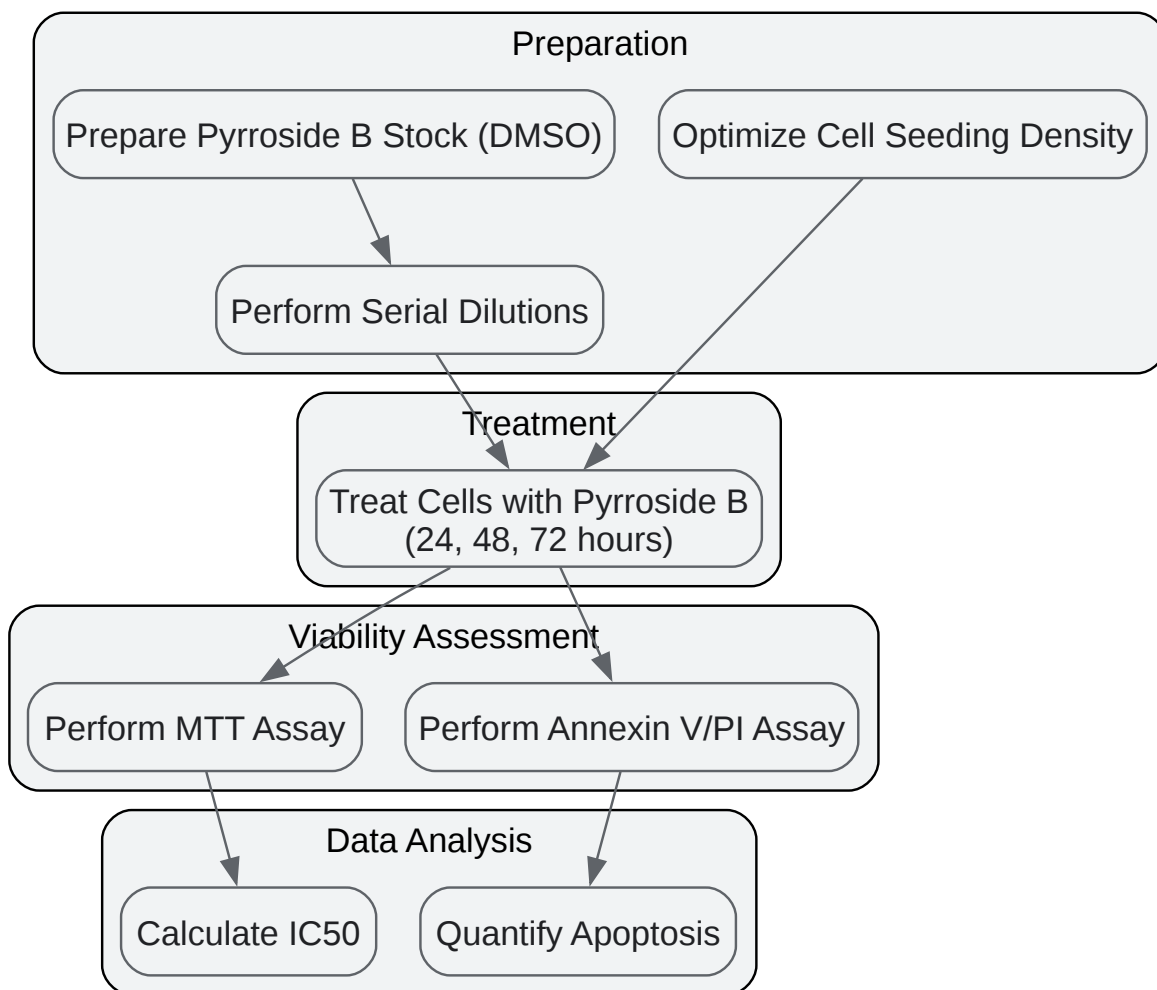 Preparation
Prepare Pyrroside B Stock (DMSO)
Optimize Cell Seeding Density
Perform Serial Dilutions
Treatment
Treat Cells with Pyrroside B
(24, 48, 72 hours)
Viability Assessment
Perform MTT Assay
Perform Annexin V/PI Assay
Data Analysis
Calculate IC50
Quantify Apoptosis